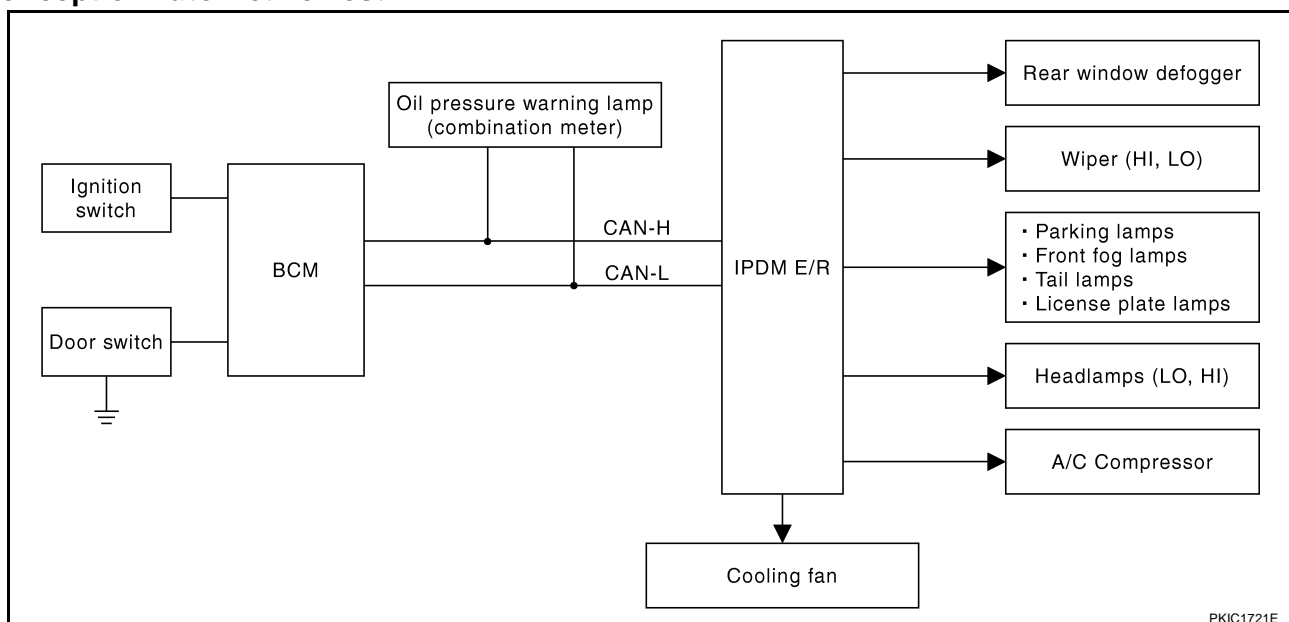 Oil pressure warning lamp
(combination meter)
Ignition
switch
Door switch
BCM
CAN-H
CAN-L
IPDM E/R
Rear window defogger
Wiper (HI, LO)
· Parking lamps
· Front fog lamps
· Tail lamps
· License plate lamps
Headlamps (LO, HI)
A/C Compressor
Cooling fan
PKIC1721E